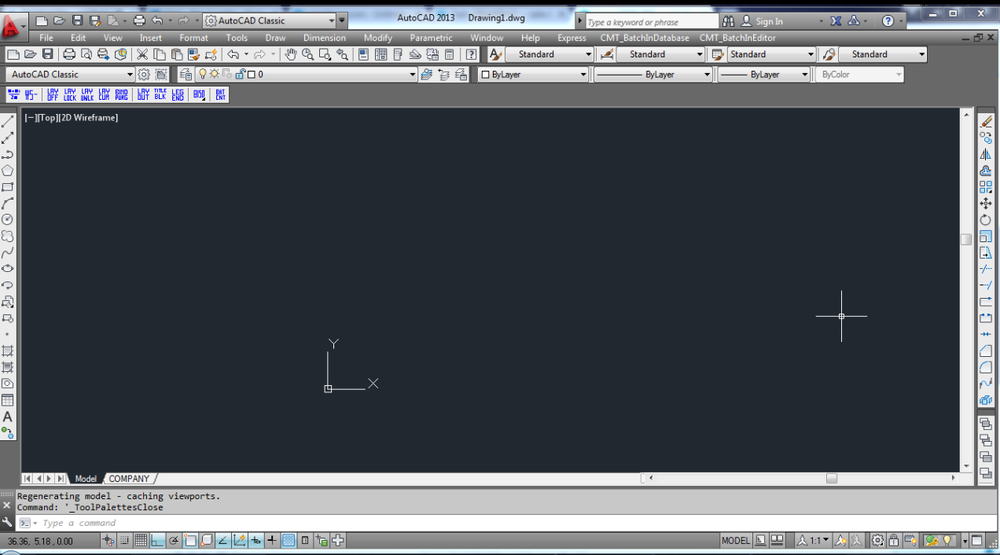 AutoCAD Classic
AutoCAD 2013 Drawing1.dwg
Type a keyword or phrase
Sign In
File Edit View Insert Format Tools Draw Dimension Modify Parametric Window Help Express CMT_BatchInDatabase CMT_BatchInEditor
Standard Standard Standard Standard
AutoCAD Classic 0 ByLayer ByLayer ByLayer ByColor
WS- LAY OFF LAY LOCK LAY UNLK LAY CUR BIND PURG LAY OUT TITLE BLK LEG END BAT CNT
[−][Top][2D Wireframe]
Y
X
A
Model COMPANY
Regenerating model - caching viewports.
Command: '_ToolPalettesClose
Type a command
36.36, 5.18, 0.00 MODEL 1:1